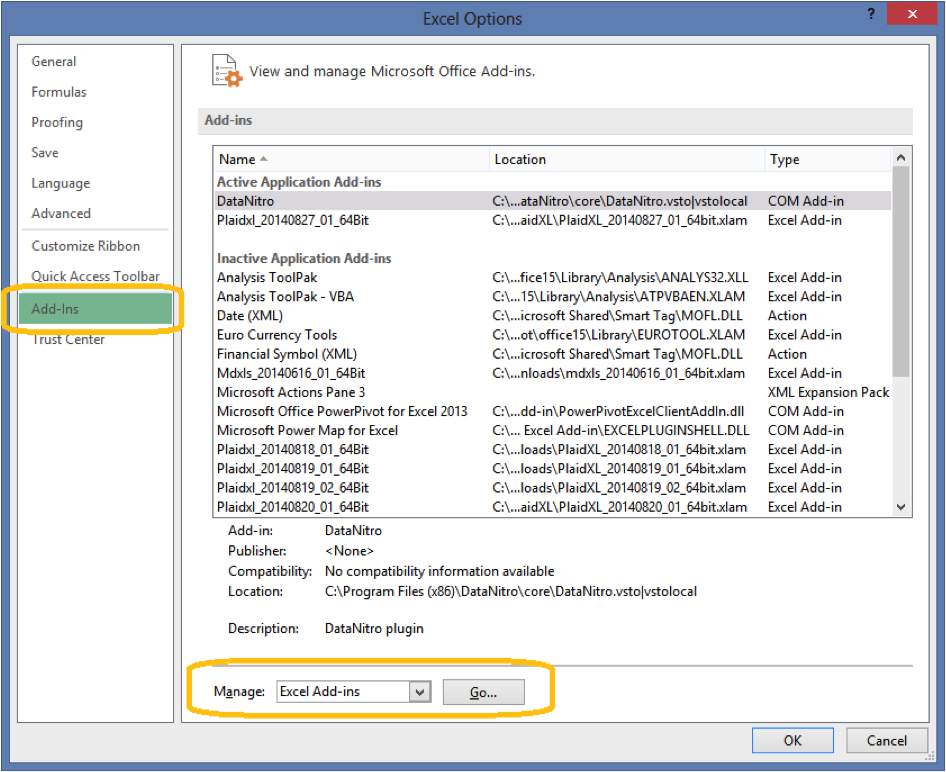 Excel Options
?
General
Formulas
Proofing
Save
Language
Advanced
Customize Ribbon
Quick Access Toolbar
Add-Ins
Trust Center
View and manage Microsoft Office Add-ins.
Add-ins
Name Location Type
Active Application Add-ins
DataNitro C:\...ataNitro\core\DataNitro.vsto|vstolocal COM Add-in
Plaidxl_20140827_01_64Bit C:\...aidXL\PlaidXL_20140827_01_64bit.xlam Excel Add-in
Inactive Application Add-ins
Analysis ToolPak C:\...fice15\Library\Analysis\ANALYS32.XLL Excel Add-in
Analysis ToolPak - VBA C:\...15\Library\Analysis\ATPVBAEN.XLAM Excel Add-in
Date (XML) C:\...icrosoft Shared\Smart Tag\MOFL.DLL Action
Euro Currency Tools C:\...ot\office15\Library\EUROTOOL.XLAM Excel Add-in
Financial Symbol (XML) C:\...icrosoft Shared\Smart Tag\MOFL.DLL Action
Mdxls_20140616_01_64Bit C:\...nloads\mdxls_20140616_01_64bit.xlam Excel Add-in
Microsoft Actions Pane 3 XML Expansion Pack
Microsoft Office PowerPivot for Excel 2013 C:\...dd-in\PowerPivotExcelClientAddIn.dll COM Add-in
Microsoft Power Map for Excel C:\... Excel Add-in\EXCELPLUGINSHELL.DLL COM Add-in
Plaidxl_20140818_01_64Bit C:\...loads\PlaidXL_20140818_01_64bit.xlam Excel Add-in
Plaidxl_20140819_01_64Bit C:\...loads\PlaidXL_20140819_01_64bit.xlam Excel Add-in
Plaidxl_20140819_02_64Bit C:\...loads\PlaidXL_20140819_02_64bit.xlam Excel Add-in
Plaidxl_20140820_01_64Bit C:\...aidXL\PlaidXL_20140820_01_64bit.xlam Excel Add-in
Add-in: DataNitro
Publisher: <None>
Compatibility: No compatibility information available
Location: C:\Program Files (x86)\DataNitro\core\DataNitro.vsto|vstolocal
Description: DataNitro plugin
Manage: Excel Add-ins Go...
OK Cancel